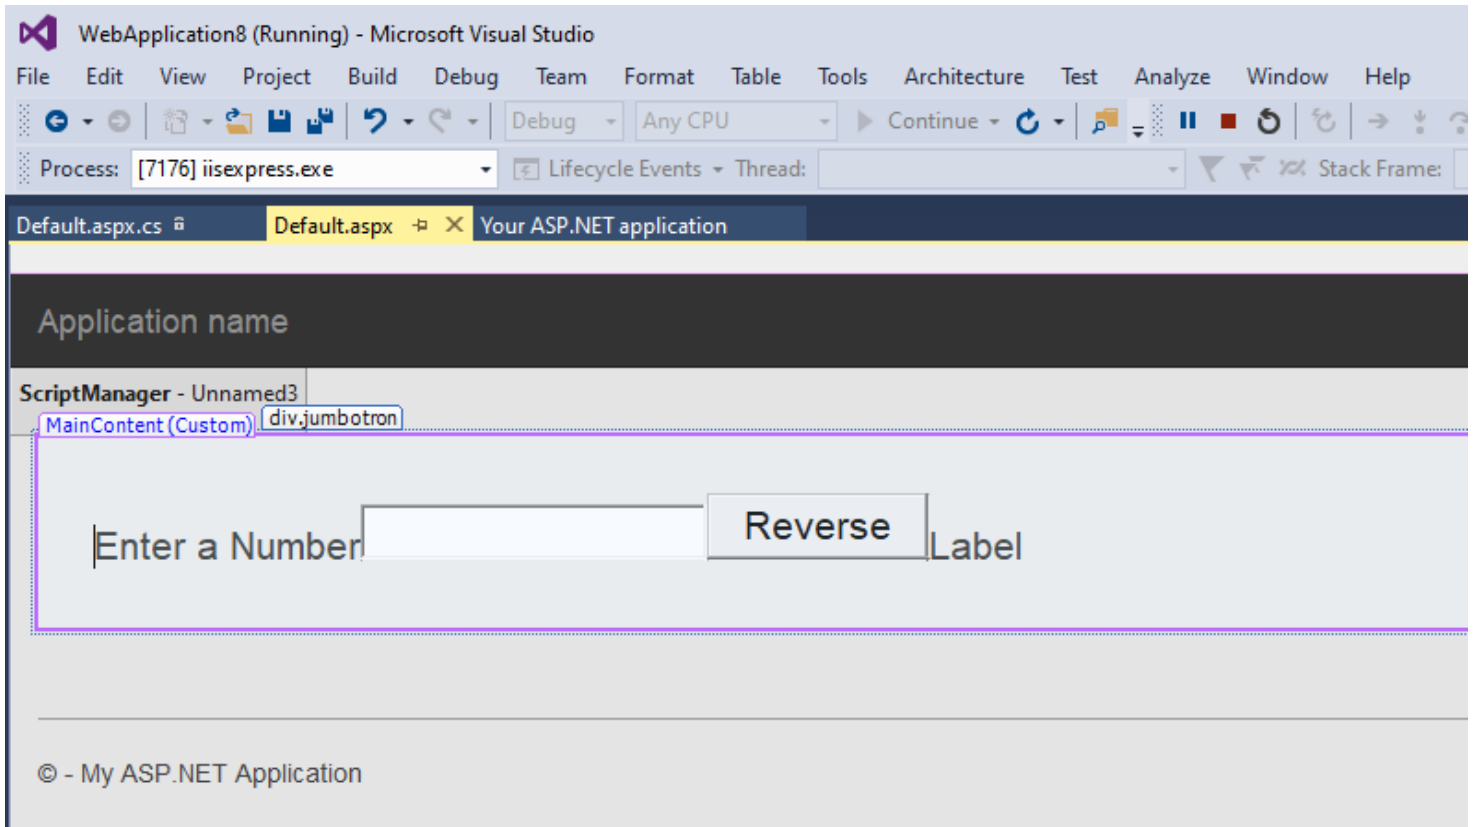 WebApplication8 (Running) - Microsoft Visual Studio
File Edit View Project Build Debug Team Format Table Tools Architecture Test Analyze Window Help
Debug Any CPU Continue
Process: [7176] iisexpress.exe Lifecycle Events Thread: Stack Frame:
Default.aspx.cs Default.aspx Your ASP.NET application
Application name
ScriptManager - Unnamed3
MainContent (Custom) div.jumbotron
Enter a Number Reverse Label
© - My ASP.NET Application